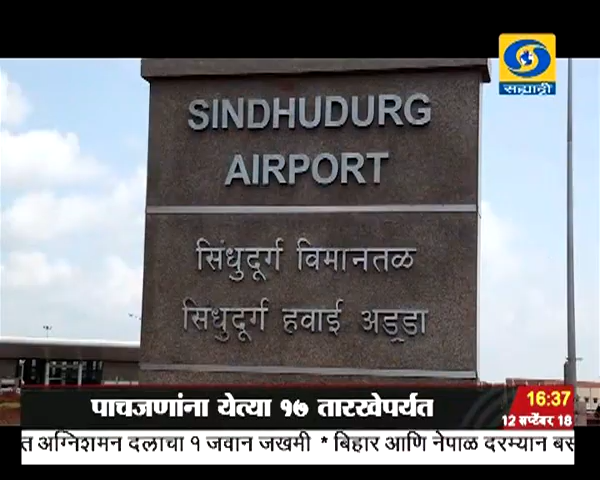 सह्याद्री
SINDHUDURG
AIRPORT
सिंधुदूर्ग विमानतळ
सिधुदूर्ग हवाई अड्डा
पाचजणांना येत्या १७ तारखेपर्यत
16:37
12 सप्टेंबर 18
त अग्निशमन दलाचा १ जवान जखमी * बिहार आणि नेपाळ दरम्यान बस